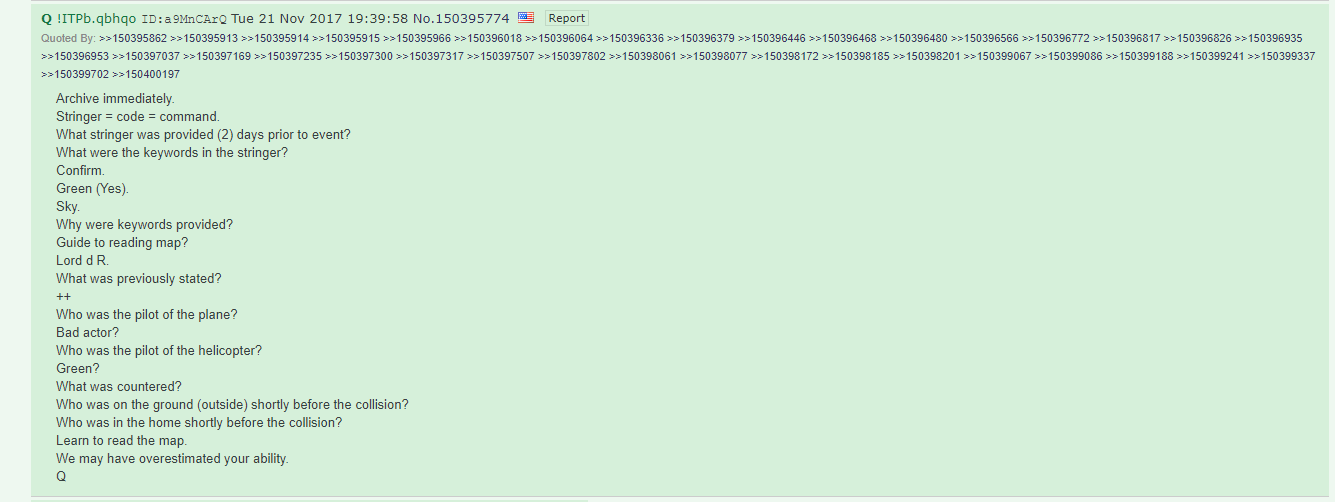 Q !ITPb.qbhqo ID:a9MnCArQ Tue 21 Nov 2017 19:39:58 No.150395774 Report
Quoted By: >>150395862 >>150395913 >>150395914 >>150395915 >>150395966 >>150396018 >>150396064 >>150396336 >>150396379 >>150396446 >>150396468 >>150396480 >>150396566 >>150396772 >>150396817 >>150396826 >>150396935
>>150396953 >>150397037 >>150397169 >>150397235 >>150397300 >>150397317 >>150397507 >>150397802 >>150398061 >>150398077 >>150398172 >>150398185 >>150398201 >>150399067 >>150399086 >>150399188 >>150399241 >>150399337
>>150399702 >>150400197
Archive immediately.
Stringer = code = command.
What stringer was provided (2) days prior to event?
What were the keywords in the stringer?
Confirm.
Green (Yes).
Sky.
Why were keywords provided?
Guide to reading map?
Lord d R.
What was previously stated?
++
Who was the pilot of the plane?
Bad actor?
Who was the pilot of the helicopter?
Green?
What was countered?
Who was on the ground (outside) shortly before the collision?
Who was in the home shortly before the collision?
Learn to read the map.
We may have overestimated your ability.
Q